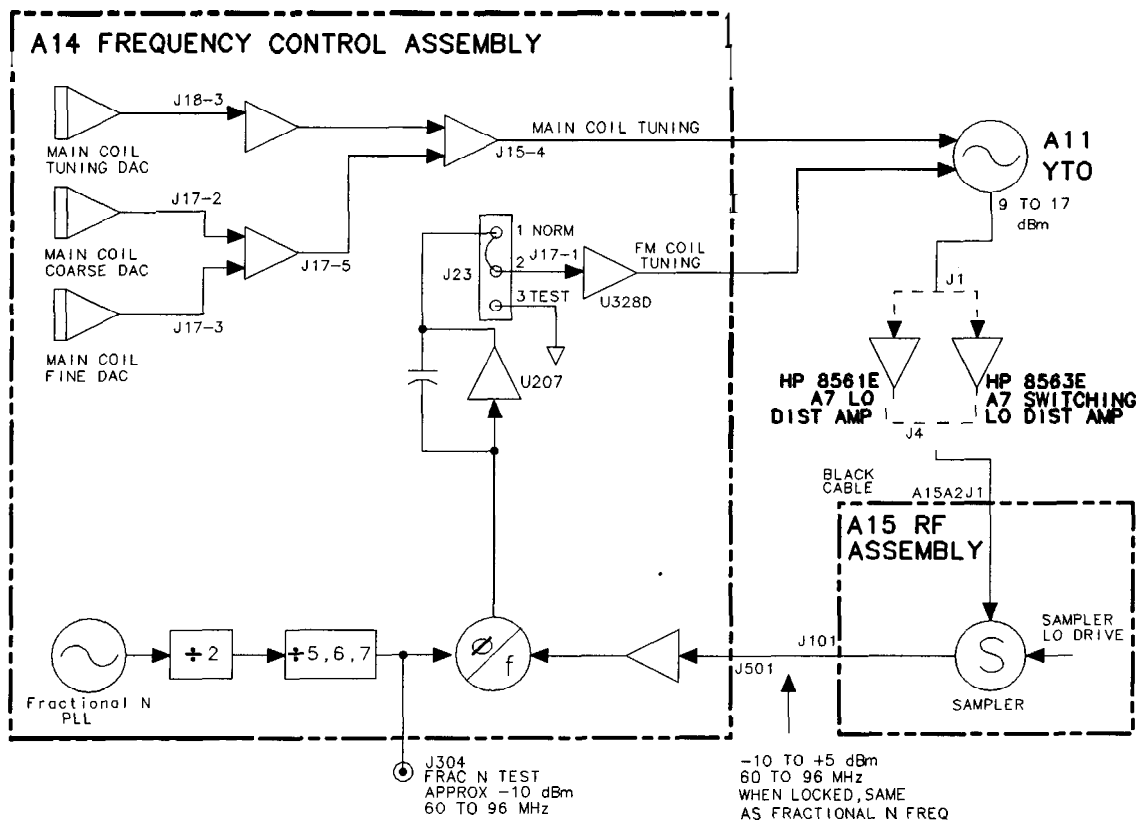 A14 FREQUENCY CONTROL ASSEMBLY
J18-3
MAIN COIL
TUNING DAC
J15-4
MAIN COIL TUNING
A11
YTO
9 TO 17
dBm
J17-2
MAIN COIL
COARSE DAC
J17-5
J17-3
MAIN COIL
FINE DAC
J23
1 NORM
J17-1
2
3 TEST
U328D
FM COIL
TUNING
U207
J1
HP 8561E
A7 LO
DIST AMP
HP 8563E
A7 SWITCHING
LO DIST AMP
J4
BLACK
CABLE
A15A2J1
A15 RF
ASSEMBLY
Fractional N
PLL
÷2
÷5,6,7
Ø
f
J501
J101
S
SAMPLER
LO DRIVE
SAMPLER
J304
FRAC N TEST
APPROX -10 dBm
60 TO 96 MHz
-10 TO +5 dBm
60 TO 96 MHz
WHEN LOCKED, SAME
AS FRACTIONAL N FREQ